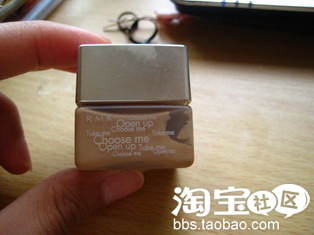 RMK
Open up
Take me Choose me Take me
Choose me
Open up Take me
Choose me Open up
淘宝社区
bbs.taobao.com